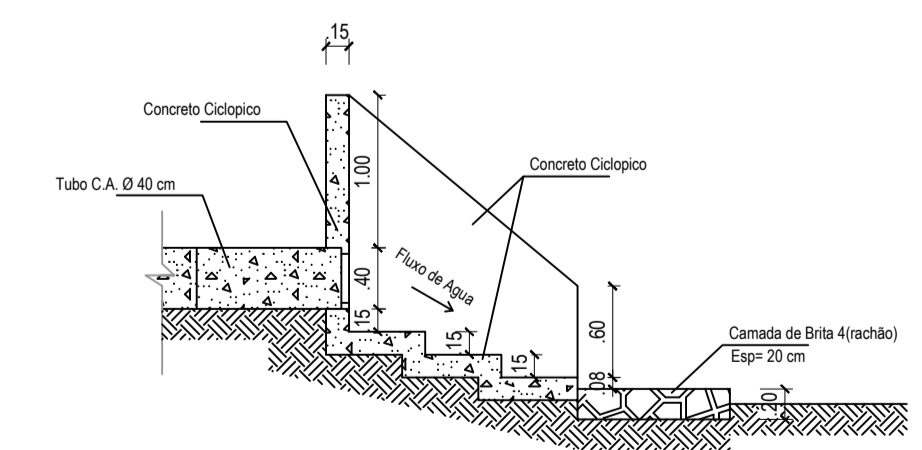 .15
Concreto Ciclopico
1.00
Concreto Ciclopico
Tubo C.A. Ø 40 cm
Fluxo de Agua
.40
15
15
15
.60
Camada de Brita 4(rachão)
Esp= 20 cm
.08
.20